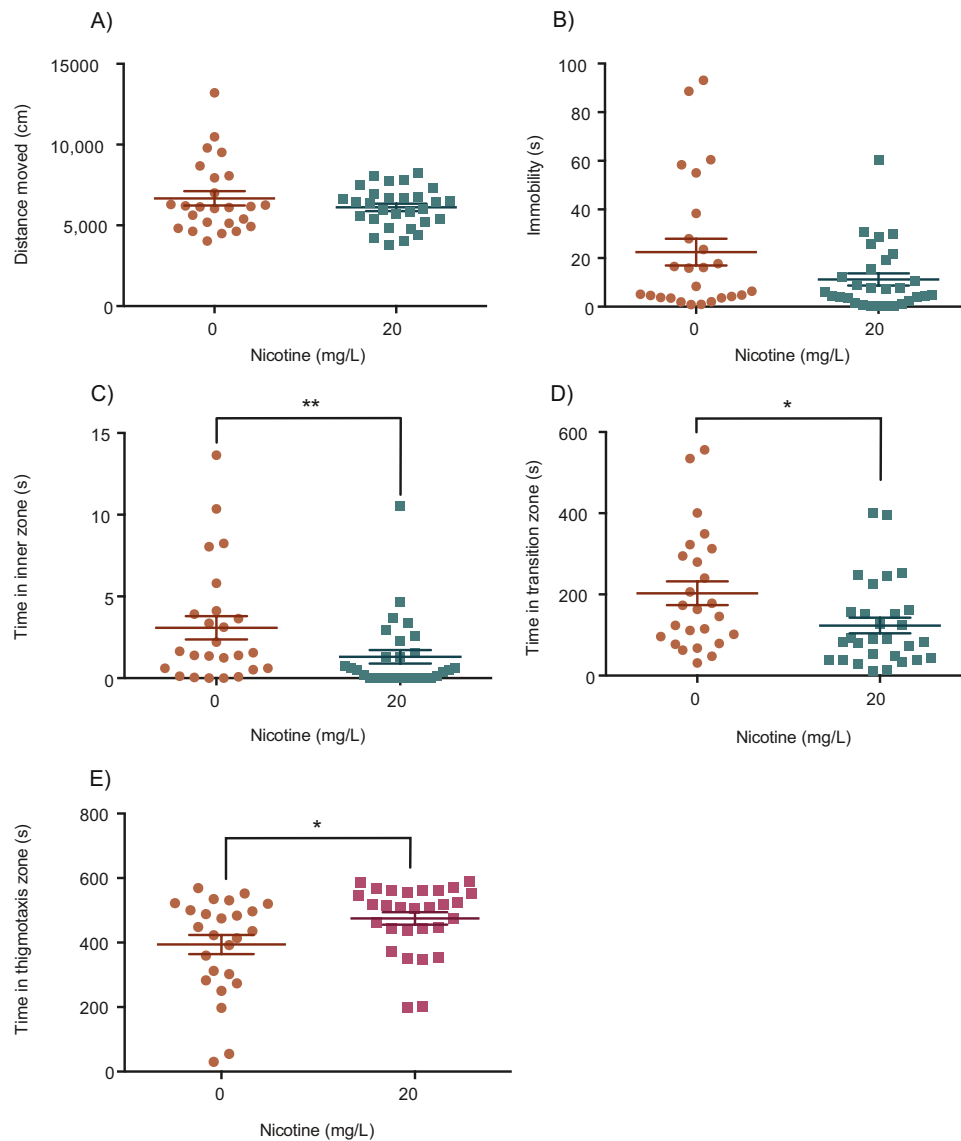 A)
Distance moved (cm)
15000
10,000
5,000
0
0 20
Nicotine (mg/L)
B)
Immobility (s)
100
80
60
40
20
0
0 20
Nicotine (mg/L)
C)
Time in inner zone (s)
15
10
5
0
**
0 20
Nicotine (mg/L)
D)
Time in transition zone (s)
600
400
200
0
*
0 20
Nicotine (mg/L)
E)
Time in thigmotaxis zone (s)
800
600
400
200
0
*
0 20
Nicotine (mg/L)